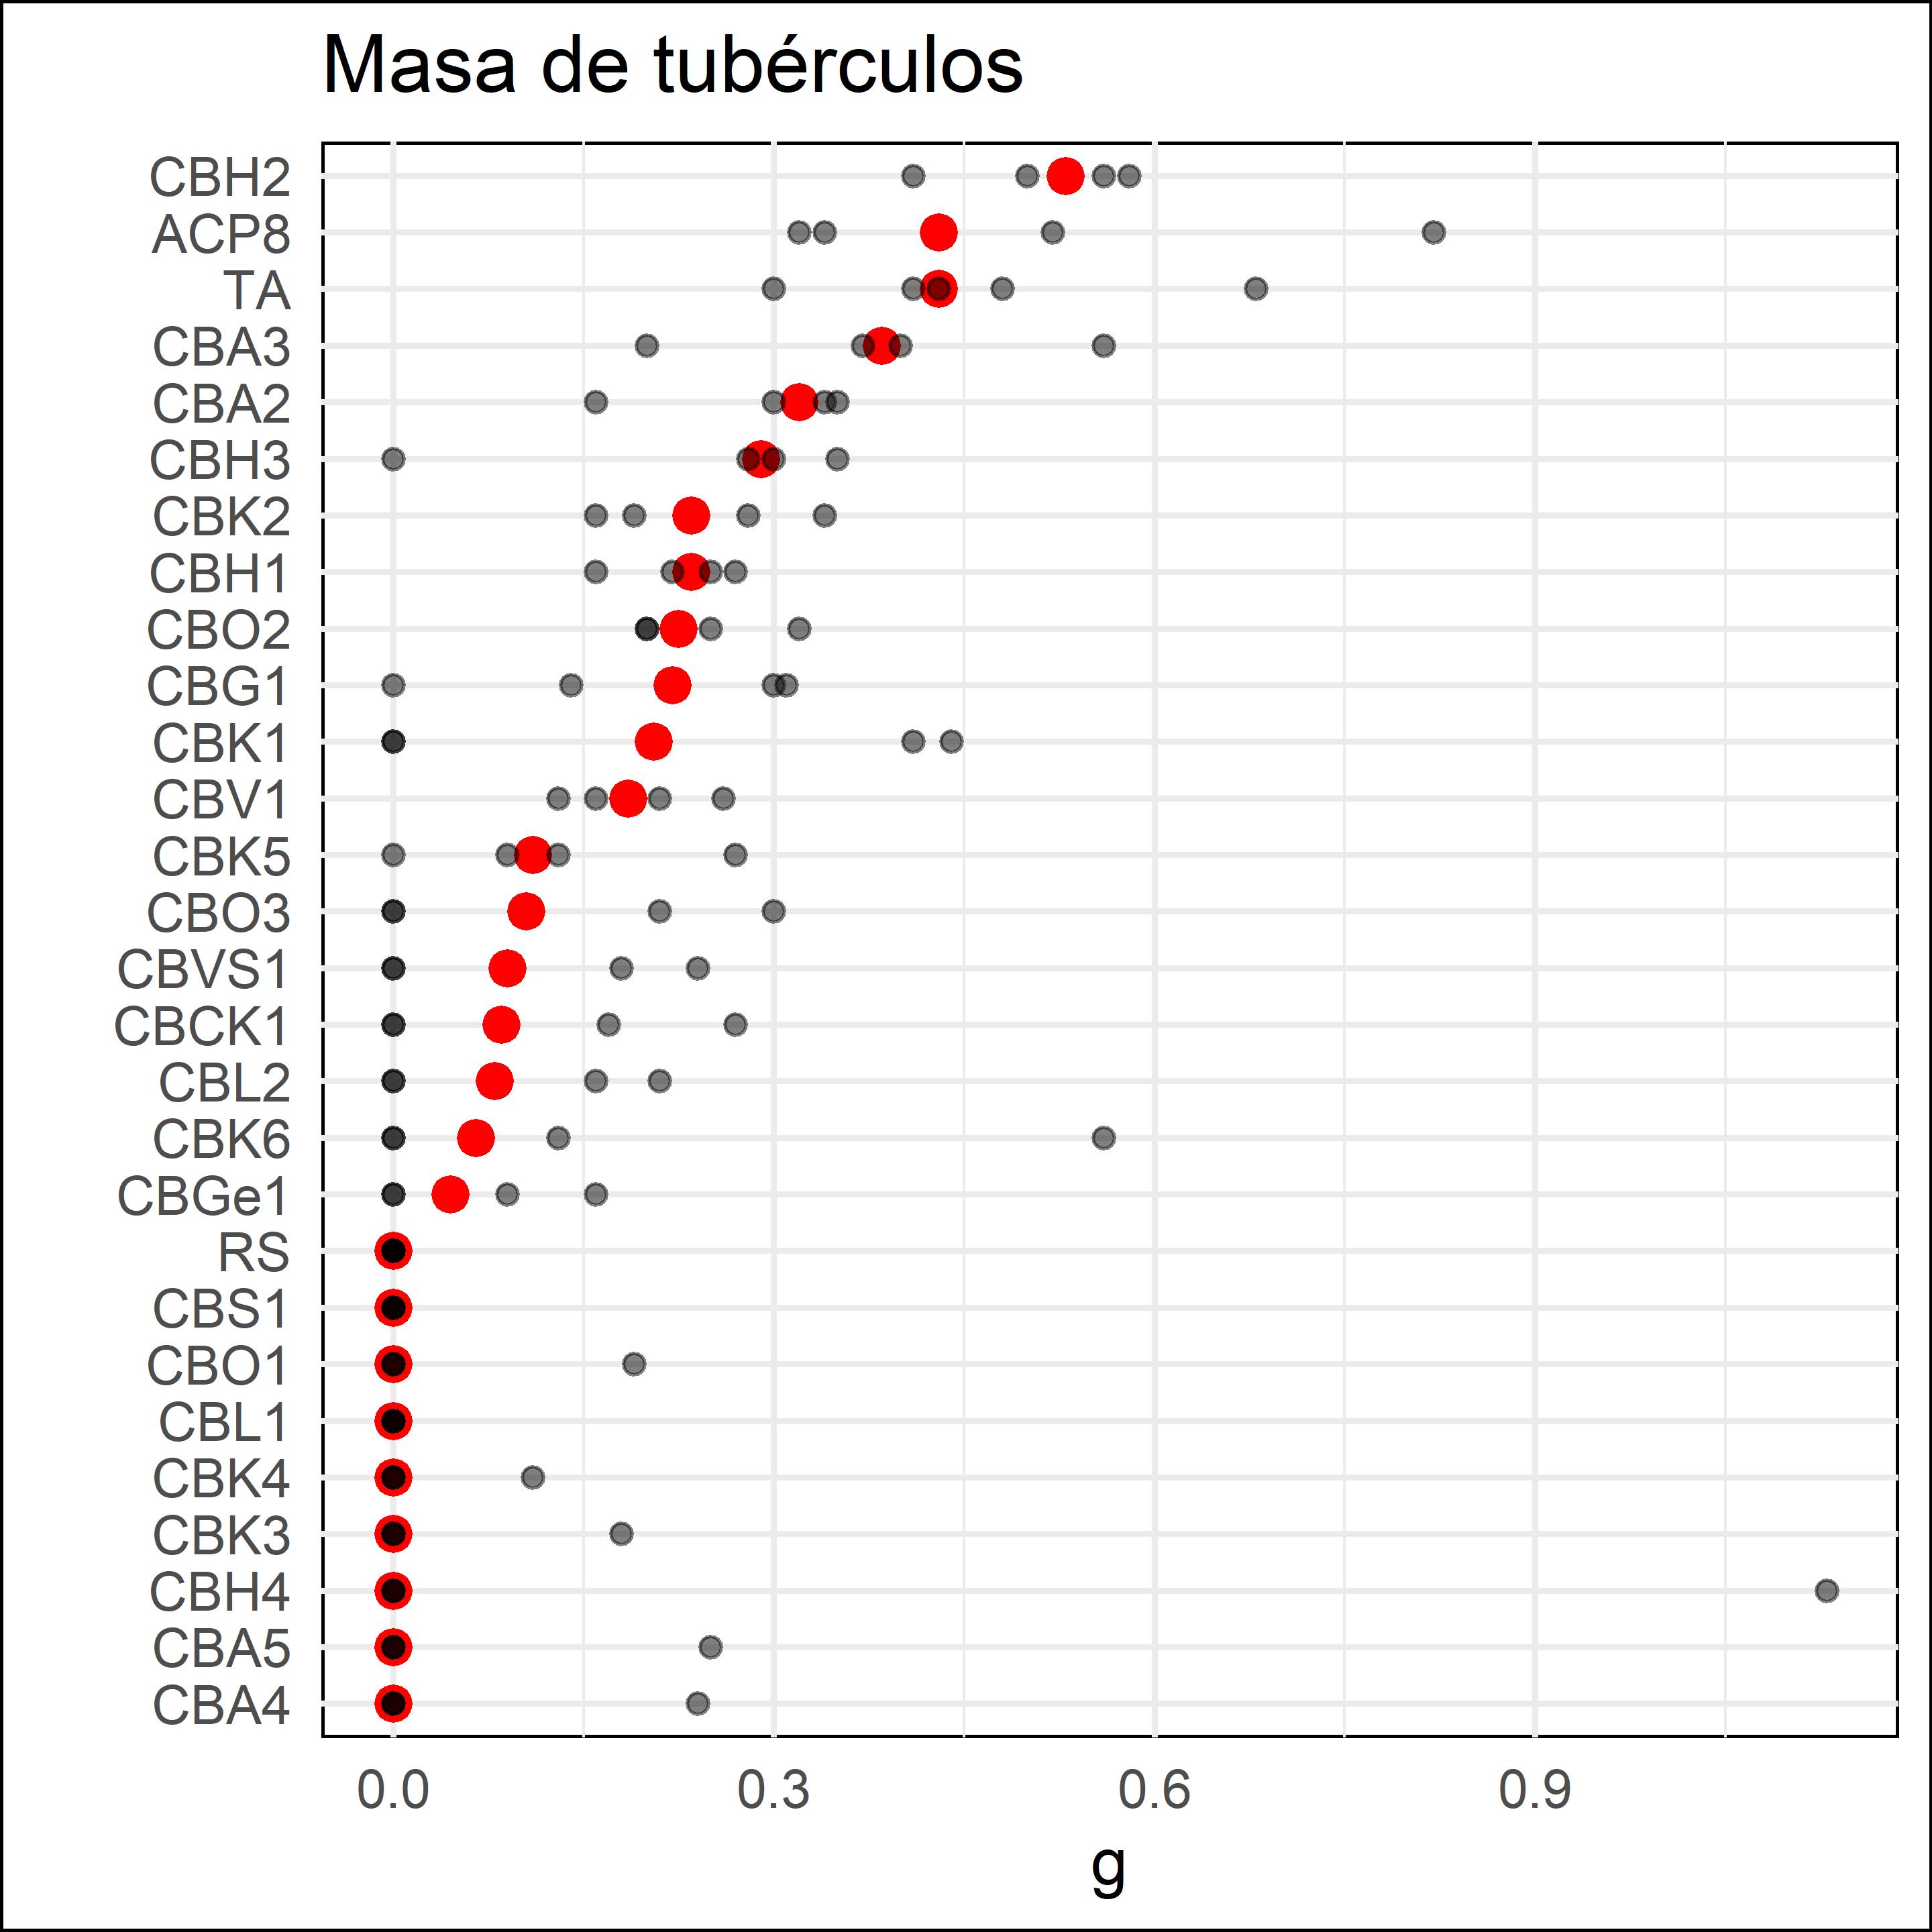 Masa de tubérculos
CBH2
ACP8
TA
CBA3
CBA2
CBH3
CBK2
CBH1
CBO2
CBG1
CBK1
CBV1
CBK5
CBO3
CBVS1
CBCK1
CBL2
CBK6
CBGe1
RS
CBS1
CBO1
CBL1
CBK4
CBK3
CBH4
CBA5
CBA4
0.0 0.3 0.6 0.9
g